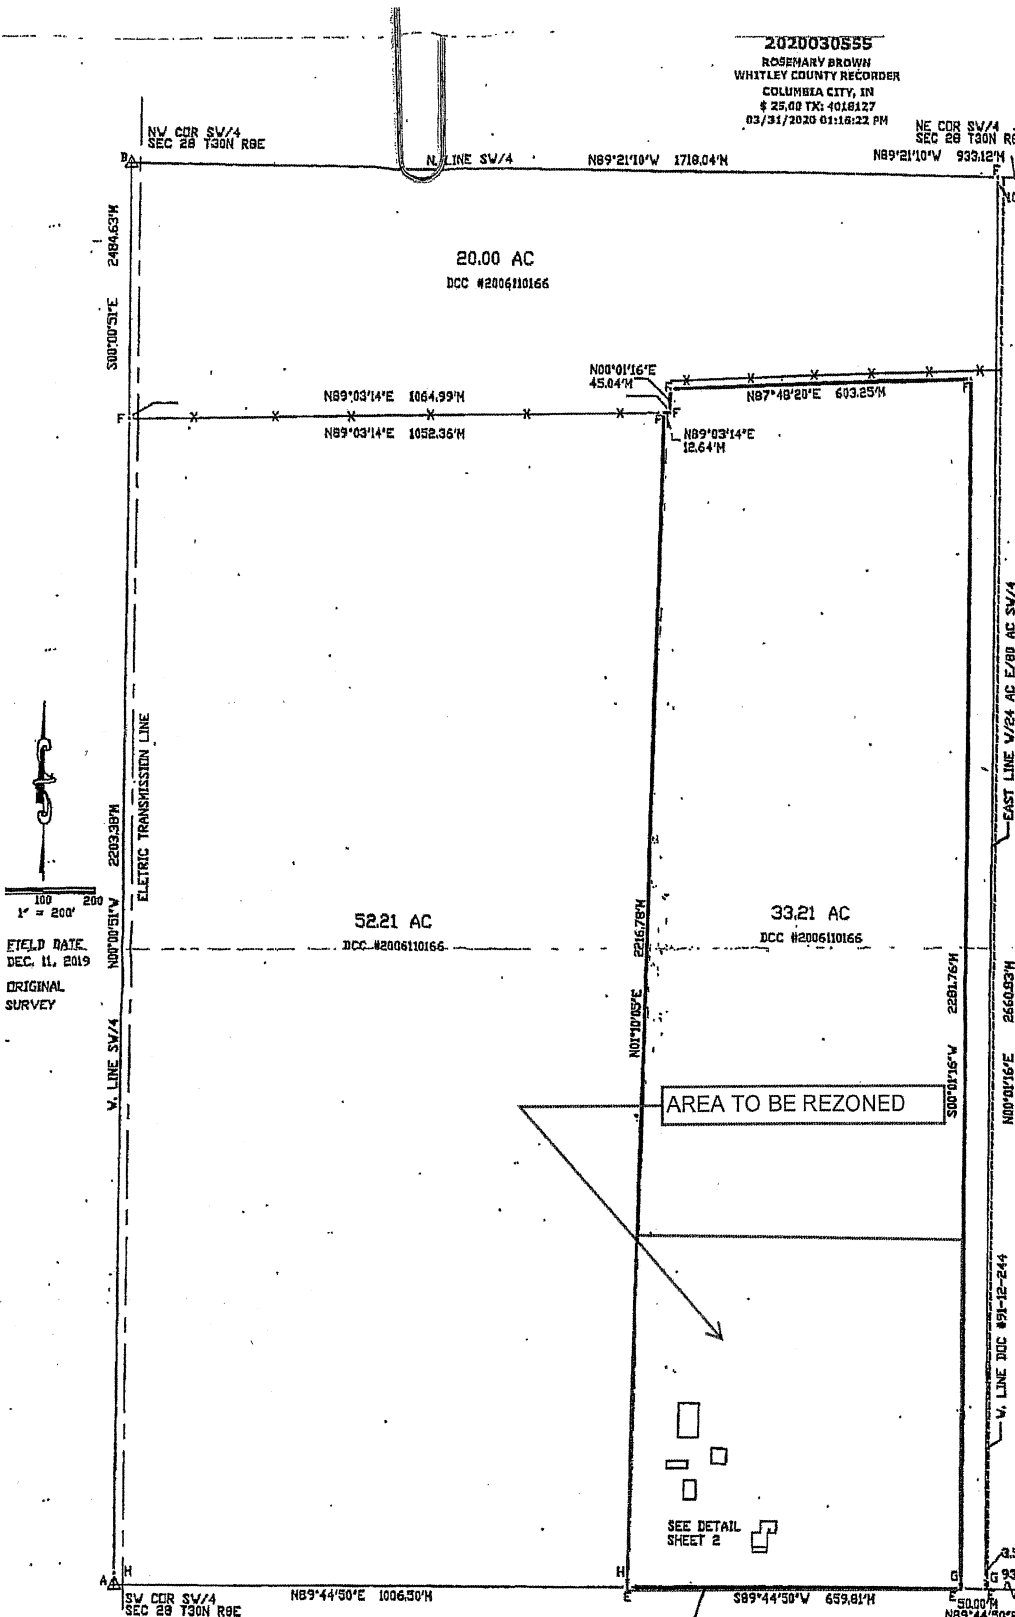 2020030555
ROSEMARY BROWN
WHITLEY COUNTY RECORDER
COLUMBIA CITY, IN
$ 25.00 TX: 4018127
03/31/2020 01:16:22 PM
NW COR SW/4
SEC 28 T30N R8E
NE COR SW/4
SEC 28 T30N
B
N. LINE SW/4
N89°21'10"W 1718.04'M
N89°21'10"W 933.12'M
F
S00°00'51"E 2484.63'M
20.00 AC
DCC #2006110166
N00°01'16"E
45.04'M
N87°48'20"E 603.25'M
F
F
N89°03'14"E 1064.99'M
N89°03'14"E 1052.36'M
F
F
F
N89°03'14"E
12.64'M
EAST LINE W/24 AC E/80 AC SW/4
ELETRIC TRANSMISSION LINE
100 200
1" = 200'
FIELD DATE
DEC. 11, 2019
ORIGINAL
SURVEY
N00°00'51"W 2203.38'M
W. LINE SW/4
52.21 AC
DCC #2006110166
N01°10'05"E 2216.78'M
33.21 AC
DCC #2006110166
S00°01'16"W 2281.76'M
N00°01'16"E 2660.83'M
AREA TO BE REZONED
W. LINE DOC #91-12-244
SEE DETAIL
SHEET 2
A
H
H
G
G
SW COR SW/4
SEC 28 T30N R8E
N89°44'50"E 1006.50'M
E
S89°44'50"W 659.81'M
E
50.00'M